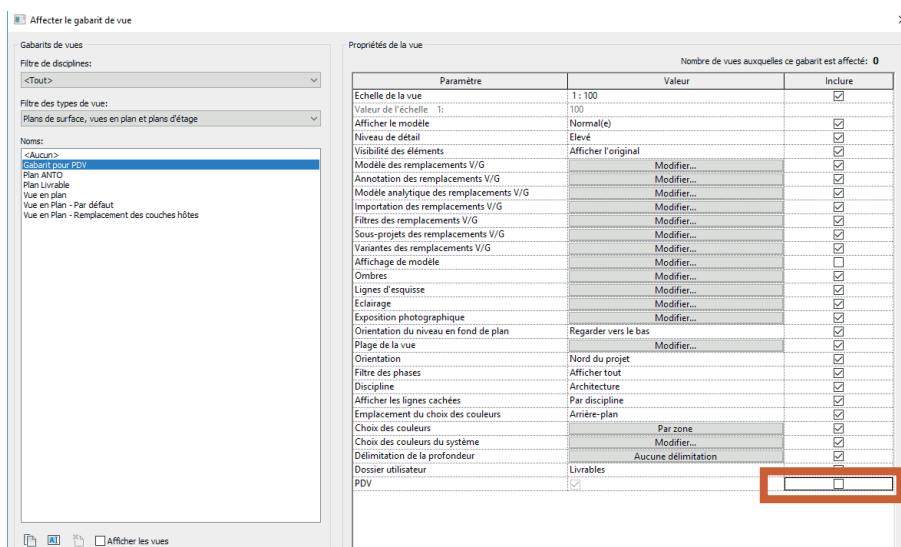 Affecter le gabarit de vue
Gabarits de vues
Filtre de disciplines:
<Tout>
Filtre des types de vue:
Plans de surface, vues en plan et plans d'étage
Noms:
<Aucun>
Gabarit pour PDV
Plan ANTO
Plan Livrable
Vue en plan
Vue en Plan - Par défaut
Vue en Plan - Remplacement des couches hôtes
Afficher les vues
Propriétés de la vue
Nombre de vues auxquelles ce gabarit est affecté: 0
Paramètre Valeur Inclure
Echelle de la vue 1 : 100
Valeur de l'échelle 1: 100
Afficher le modèle Normal(e)
Niveau de détail Elevé
Visibilité des éléments Afficher l'original
Modèle des remplacements V/G Modifier...
Annotation des remplacements V/G Modifier...
Modèle analytique des remplacements V/G Modifier...
Importation des remplacements V/G Modifier...
Filtres des remplacements V/G Modifier...
Sous-projets des remplacements V/G Modifier...
Variantes des remplacements V/G Modifier...
Affichage de modèle Modifier...
Ombres Modifier...
Lignes d'esquisse Modifier...
Eclairage Modifier...
Exposition photographique Modifier...
Orientation du niveau en fond de plan Regarder vers le bas
Plage de la vue Modifier...
Orientation Nord du projet
Filtre des phases Afficher tout
Discipline Architecture
Afficher les lignes cachées Par discipline
Emplacement du choix des couleurs Arrière-plan
Choix des couleurs Par zone
Choix des couleurs du système Modifier...
Délimitation de la profondeur Aucune délimitation
Dossier utilisateur Livrables
PDV